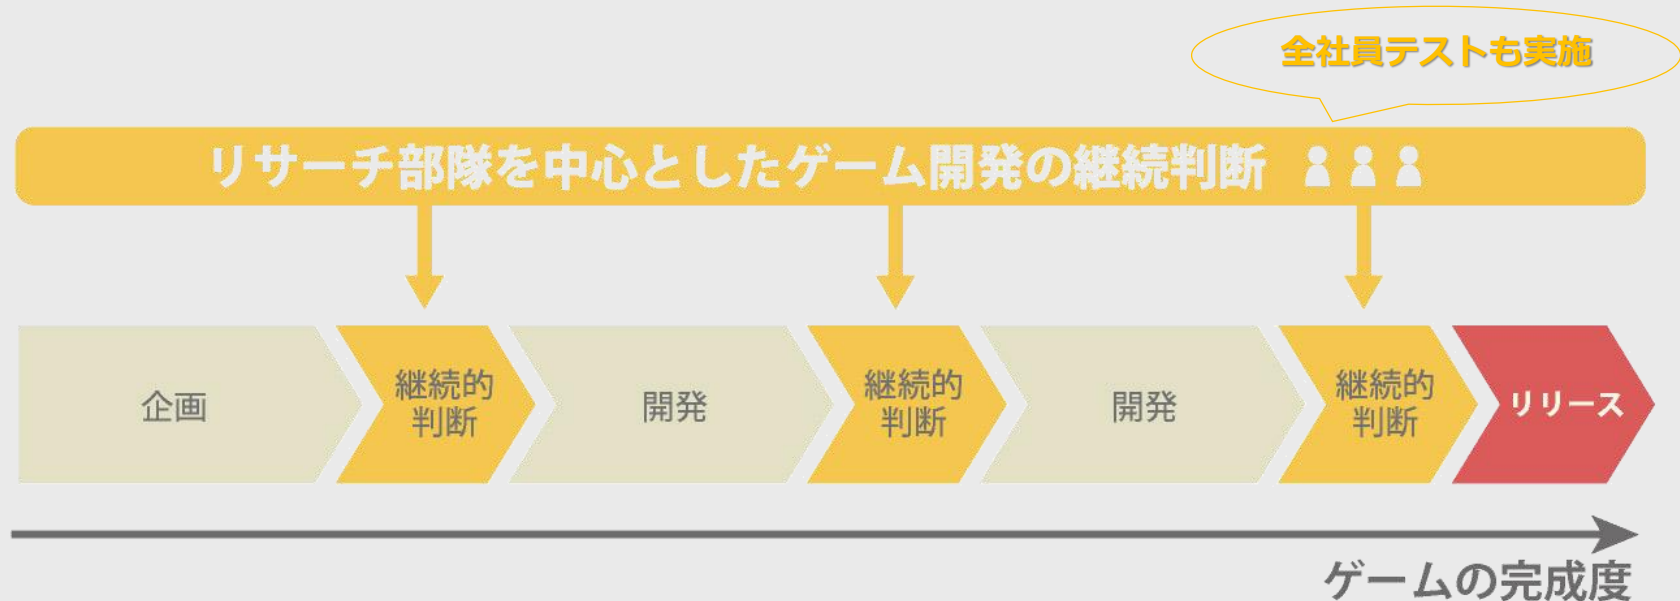 全社員テストも実施
リサーチ部隊を中心としたゲーム開発の継続判断
企画
継続的
判断
開発
継続的
判断
開発
継続的
判断
リリース
ゲームの完成度